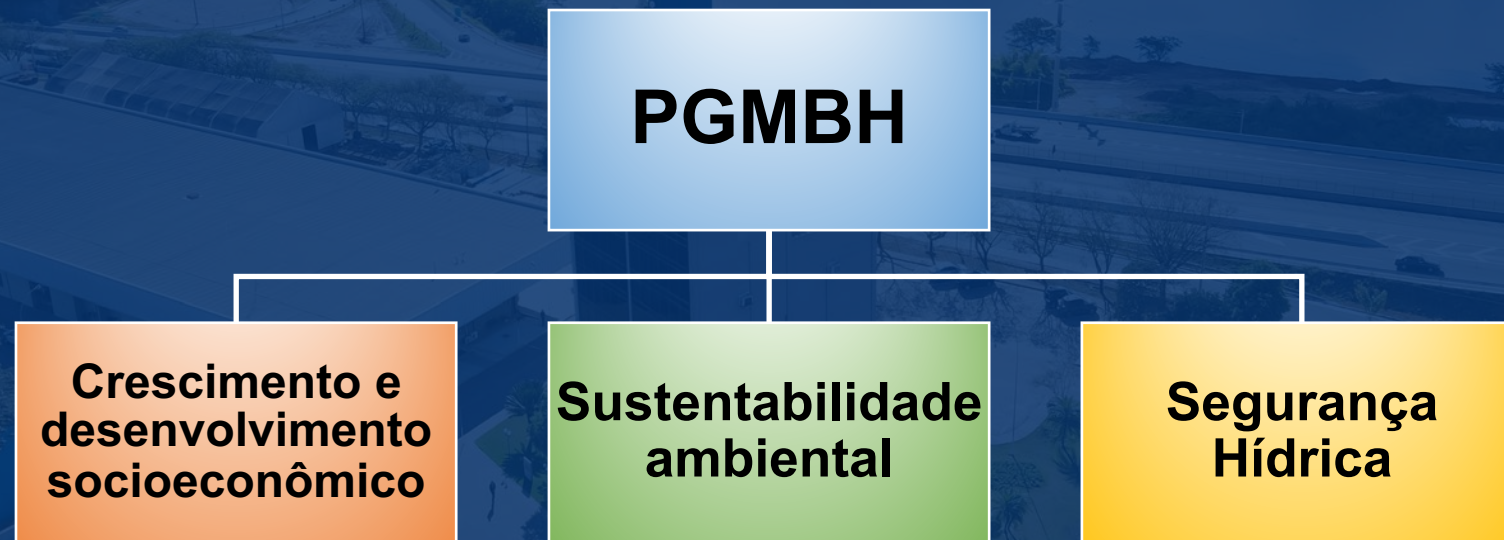 PGMBH
Crescimento e
desenvolvimento
socioeconômico
Sustentabilidade
ambiental
Segurança
Hídrica